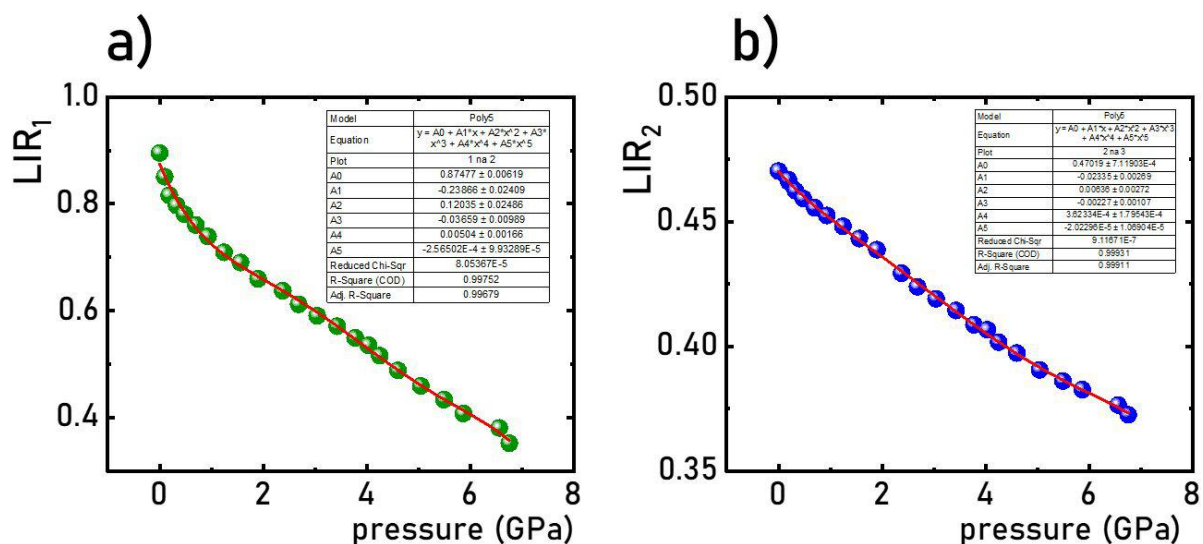 a)
1.0
0.8
0.6
0.4
LIR1
Model Poly5
Equation y = A0 + A1*x + A2*x^2 + A3*
x^3 + A4*x^4 + A5*x^5
Plot 1 na 2
A0 0.87477 ± 0.00619
A1 -0.23866 ± 0.02409
A2 0.12035 ± 0.02486
A3 -0.03659 ± 0.00989
A4 0.00504 ± 0.00166
A5 -2.56502E-4 ± 9.93289E-5
Reduced Chi-Sqr 8.05367E-5
R-Square (COD) 0.99752
Adj. R-Square 0.99679
0 2 4 6 8
pressure (GPa)
b)
0.50
0.45
0.40
0.35
LIR2
Model Poly5
Equation y = A0 + A1*x + A2*x^2 + A3*x^3
+ A4*x^4 + A5*x^5
Plot 2 na 3
A0 0.47019 ± 7.11903E-4
A1 -0.02335 ± 0.00269
A2 0.00636 ± 0.00272
A3 -0.00227 ± 0.00107
A4 3.62334E-4 ± 1.79543E-4
A5 -2.02296E-5 ± 1.06904E-5
Reduced Chi-Sqr 9.11671E-7
R-Square (COD) 0.99931
Adj. R-Square 0.99911
0 2 4 6 8
pressure (GPa)